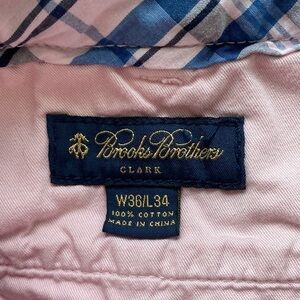 Brooks Brothers
CLARK
W36/L34
100% COTTON
MADE IN CHINA